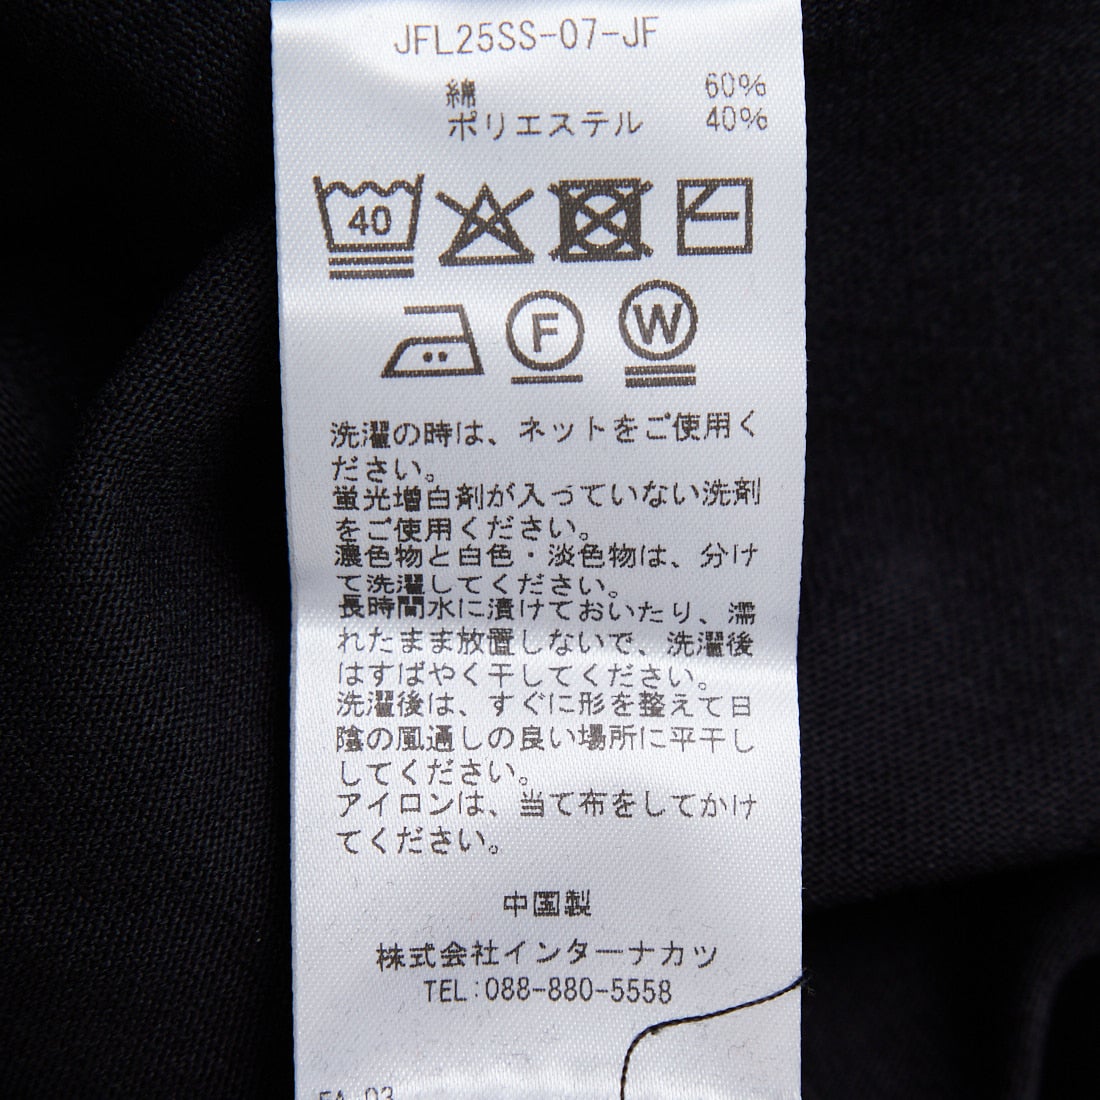 JFL25SS-07-JF
綿 60%
ポリエステル 40%
40
F
W
洗濯の時は、ネットをご使用く
ださい。
蛍光増白剤が入っていない洗剤
をご使用ください。
濃色物と白色・淡色物は、分け
て洗濯してください。
長時間水に漬けておいたり、濡
れたまま放置しないで、洗濯後
はすばやく干してください。
洗濯後は、すぐに形を整えて日
陰の風通しの良い場所に平干し
してください。
アイロンは、当て布をしてかけ
てください。
中国製
株式会社インターナカツ
TEL:088-880-5558